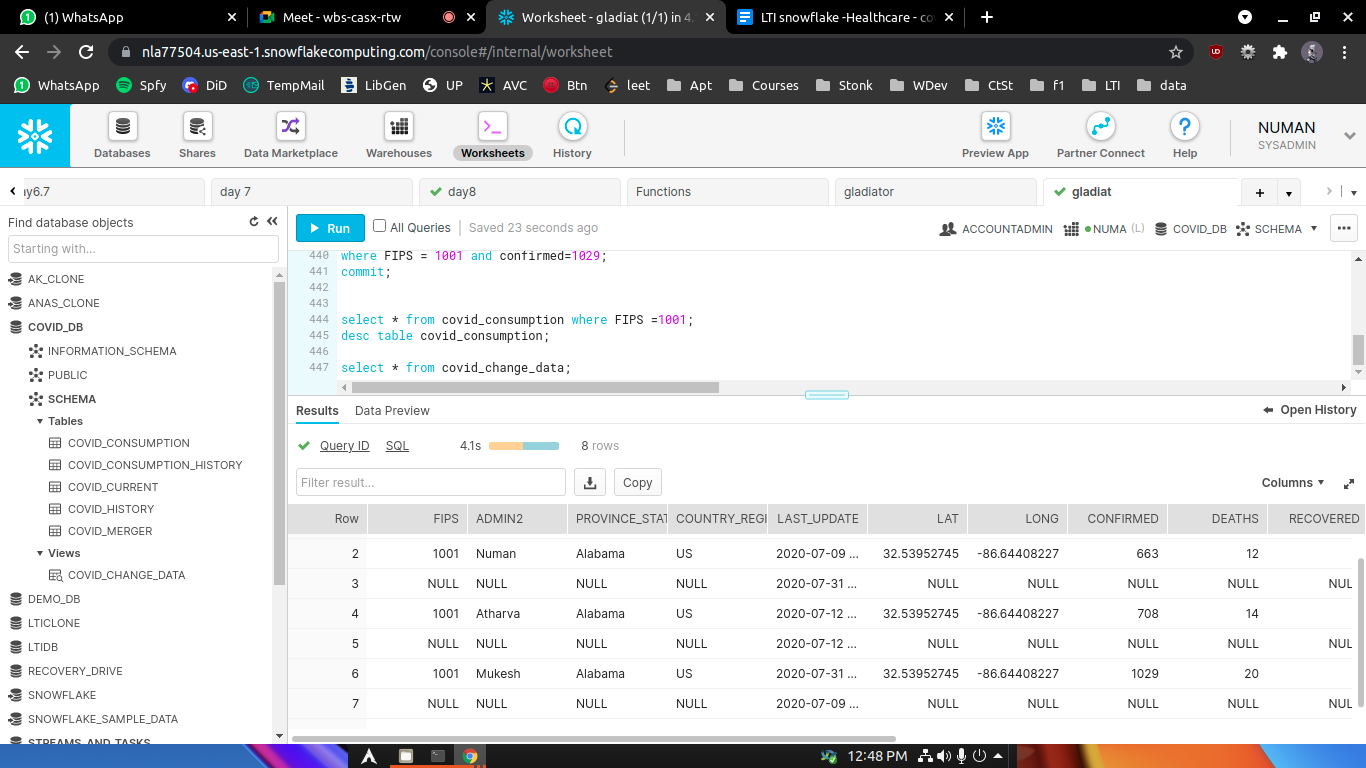 (1) WhatsApp
Meet - wbs-casx-rtw
Worksheet - gladiat (1/1) in 4.
LTI snowflake -Healthcare - co
nla77504.us-east-1.snowflakecomputing.com/console#/internal/worksheet
WhatsApp Spfy DiD TempMail LibGen UP AVC Btn leet Apt Courses Stonk WDev CtSt f1 LTI data
Databases Shares Data Marketplace Warehouses Worksheets History Preview App Partner Connect Help
NUMAN
SYSADMIN
ay6.7 day 7 day8 Functions gladiator gladiat
Find database objects
Starting with...
AK_CLONE
ANAS_CLONE
COVID_DB
INFORMATION_SCHEMA
PUBLIC
SCHEMA
Tables
COVID_CONSUMPTION
COVID_CONSUMPTION_HISTORY
COVID_CURRENT
COVID_HISTORY
COVID_MERGER
Views
COVID_CHANGE_DATA
DEMO_DB
LTICLONE
LTIDB
RECOVERY_DRIVE
SNOWFLAKE
SNOWFLAKE_SAMPLE_DATA
STREAMS_AND_TASKS
Run All Queries Saved 23 seconds ago ACCOUNTADMIN NUMA (L) COVID_DB SCHEMA
440 where FIPS = 1001 and confirmed=1029;
441 commit;
442
443
444 select * from covid_consumption where FIPS =1001;
445 desc table covid_consumption;
446
447 select * from covid_change_data;
Results Data Preview Open History
Query ID SQL 4.1s 8 rows
Filter result... Copy Columns
Row FIPS ADMIN2 PROVINCE_STAT COUNTRY_REGI LAST_UPDATE LAT LONG CONFIRMED DEATHS RECOVERED
2 1001 Numan Alabama US 2020-07-09 ... 32.53952745 -86.64408227 663 12
3 NULL NULL NULL NULL 2020-07-31 ... NULL NULL NULL NULL NUL
4 1001 Atharva Alabama US 2020-07-12 ... 32.53952745 -86.64408227 708 14
5 NULL NULL NULL NULL 2020-07-12 ... NULL NULL NULL NULL NUL
6 1001 Mukesh Alabama US 2020-07-31 ... 32.53952745 -86.64408227 1029 20
7 NULL NULL NULL NULL 2020-07-09 ... NULL NULL NULL NULL NUL
12:48 PM